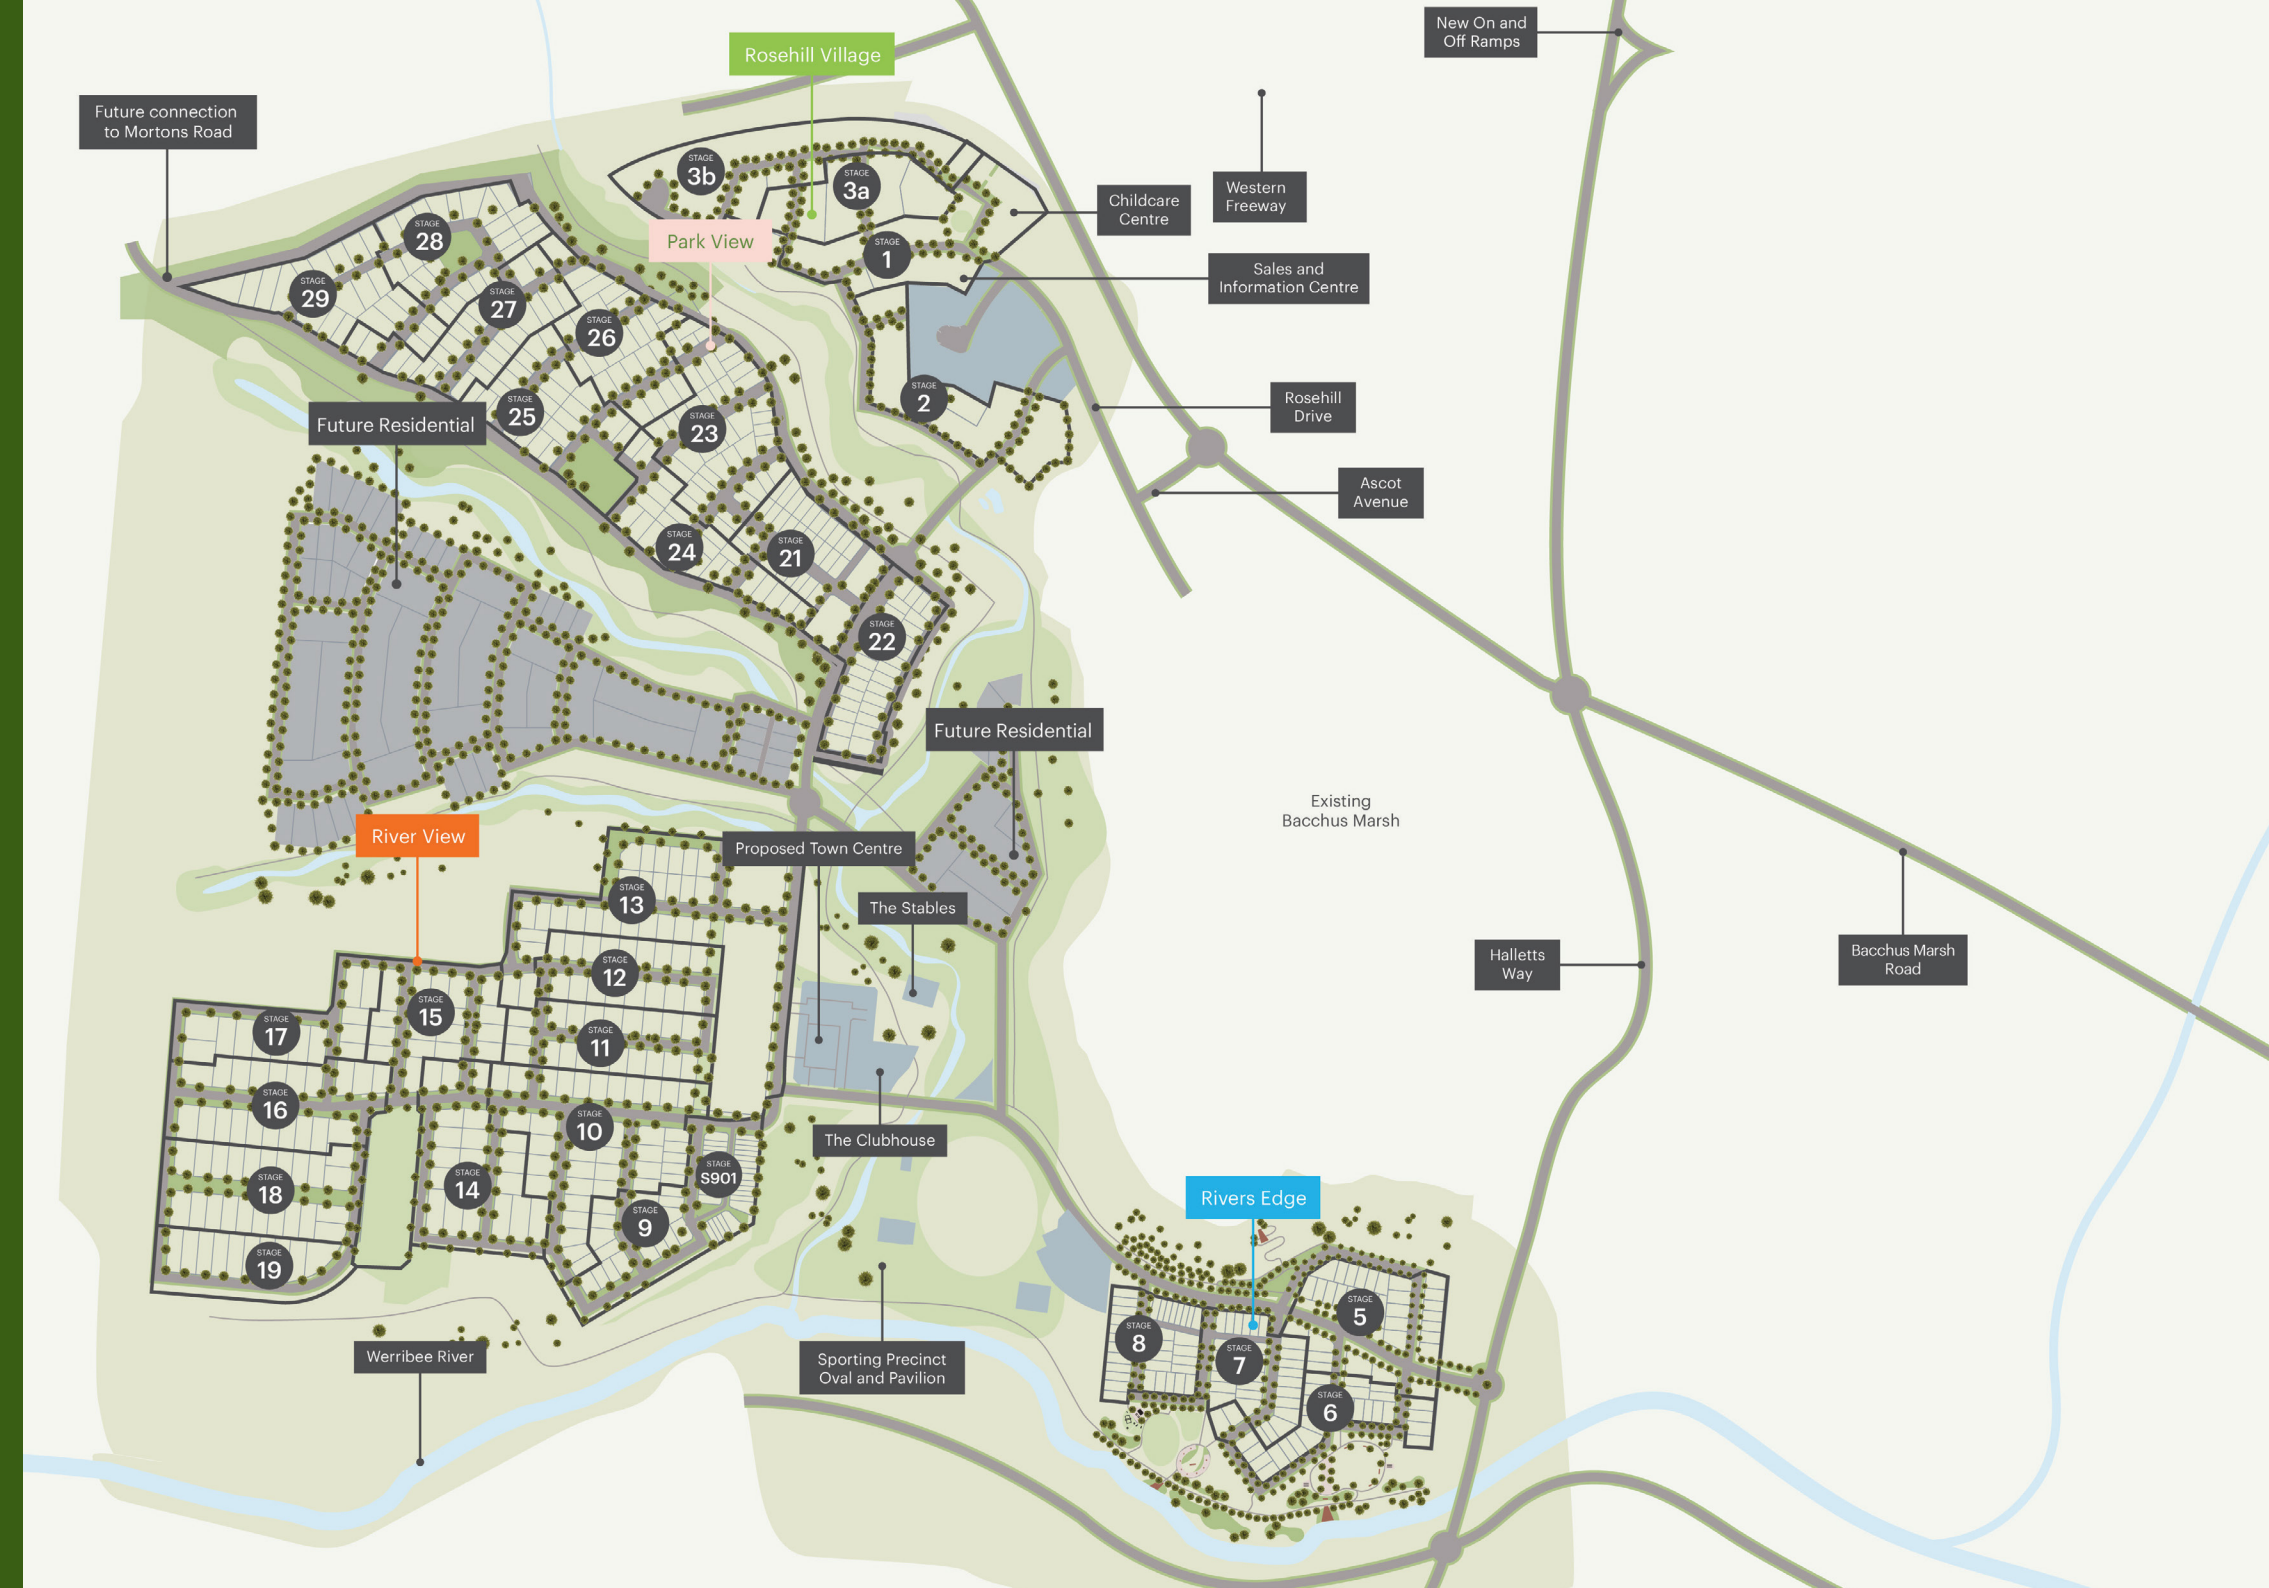 New On and
Off Ramps
Rosehill Village
Future connection
to Mortons Road
STAGE
3b
STAGE
3a
Western
Freeway
Childcare
Centre
STAGE
28
Park View
STAGE
1
Sales and
Information Centre
STAGE
29
STAGE
27
STAGE
26
STAGE
2
Rosehill
Drive
STAGE
25
Future Residential
STAGE
23
Ascot
Avenue
STAGE
24
STAGE
21
STAGE
22
Future Residential
Existing
Bacchus Marsh
River View
Proposed Town Centre
STAGE
13
The Stables
STAGE
12
Halletts
Way
Bacchus Marsh
Road
STAGE
15
STAGE
17
STAGE
11
STAGE
16
STAGE
10
The Clubhouse
STAGE
S901
STAGE
18
STAGE
14
Rivers Edge
STAGE
9
STAGE
19
STAGE
5
STAGE
8
STAGE
7
Werribee River
Sporting Precinct
Oval and Pavilion
STAGE
6